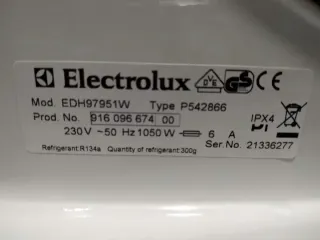 Electrolux
Mod. EDH97951W Type P542866
Prod. No. 916 096 674 00 IPX4
230 V ~50 Hz 1050 W 6 A
Ser.No. 21336277
Refrigerant:R134a Quantity of refrigerant:300g